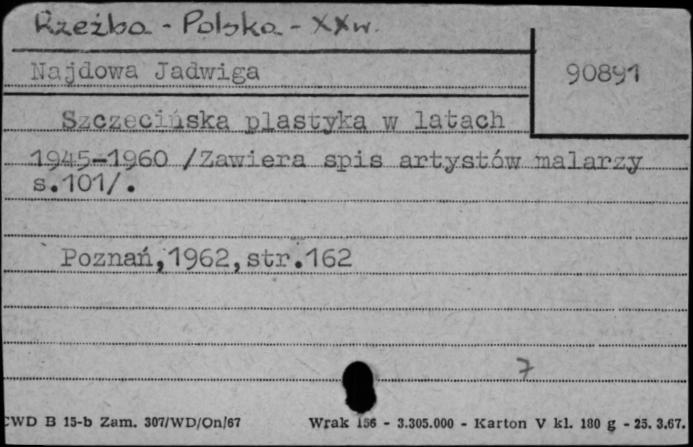 Rzeźba - Polska - XXw.
Najdowa Jadwiga
90891
Szczecińska plastyka w latach
1945-1960 /Zawiera spis artystów malarzy
s.101/.
Poznań,1962,str.162
7
CWD B 15-b Zam. 307/WD/On/67 Wrak 156 - 3.305.000 - Karton V kl. 180 g - 25. 3.67.